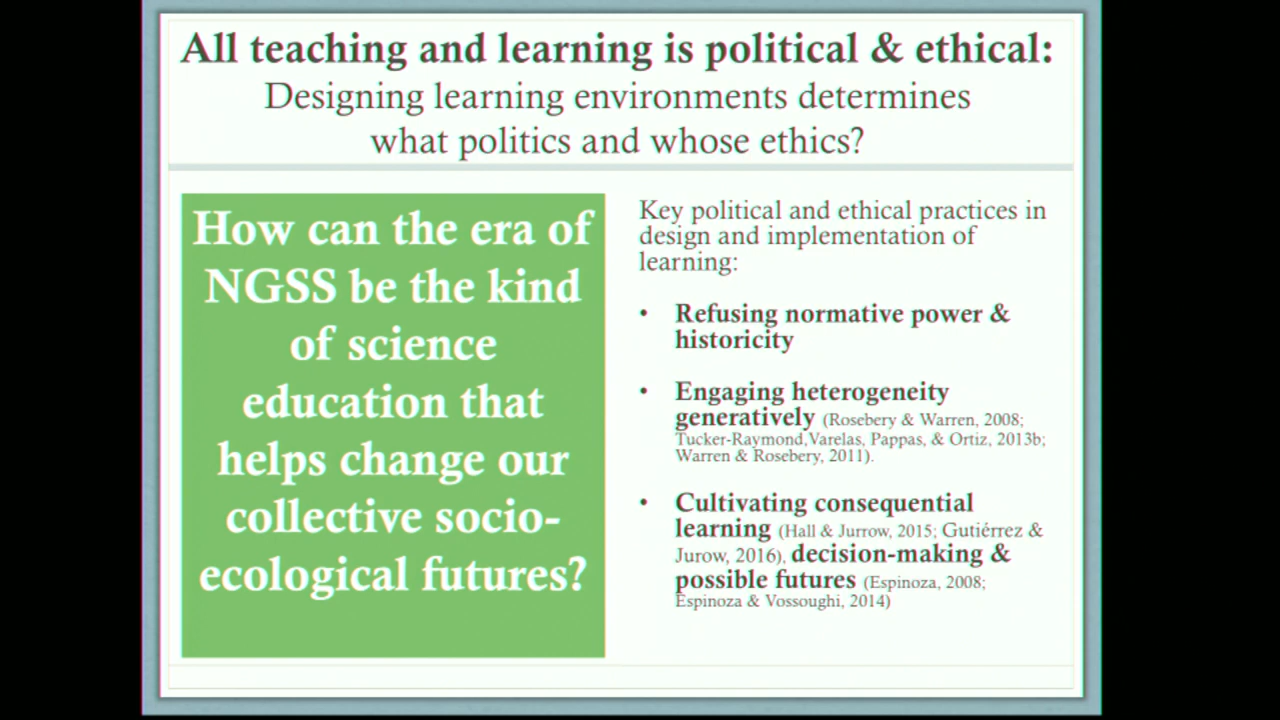 All teaching and learning is political & ethical:
Designing learning environments determines
what politics and whose ethics?
How can the era of
NGSS be the kind
of science
education that
helps change our
collective socio-
ecological futures?
Key political and ethical practices in
design and implementation of
learning:
• Refusing normative power &
historicity
• Engaging heterogeneity
generatively (Rosebery & Warren, 2008;
Tucker-Raymond,Varelas, Pappas, & Ortiz, 2013b;
Warren & Rosebery, 2011).
• Cultivating consequential
learning (Hall & Jurrow, 2015; Gutiérrez &
Jurow, 2016), decision-making &
possible futures (Espinoza, 2008;
Espinoza & Vossoughi, 2014)